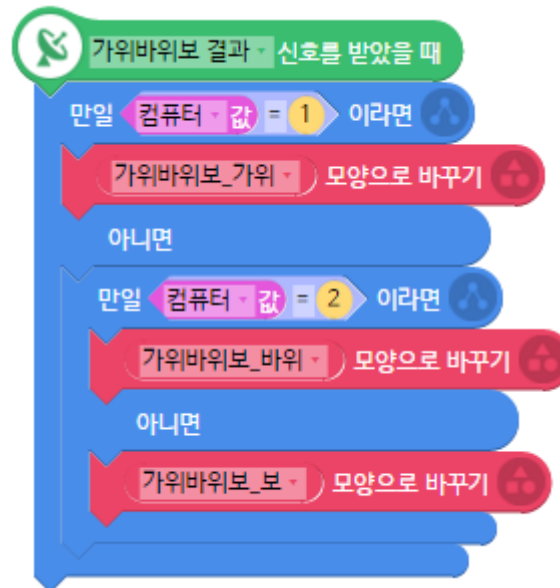 가위바위보 결과 신호를 받았을 때
만일 컴퓨터 값 = 1 이라면
가위바위보_가위 모양으로 바꾸기
아니면
만일 컴퓨터 값 = 2 이라면
가위바위보_바위 모양으로 바꾸기
아니면
가위바위보_보 모양으로 바꾸기